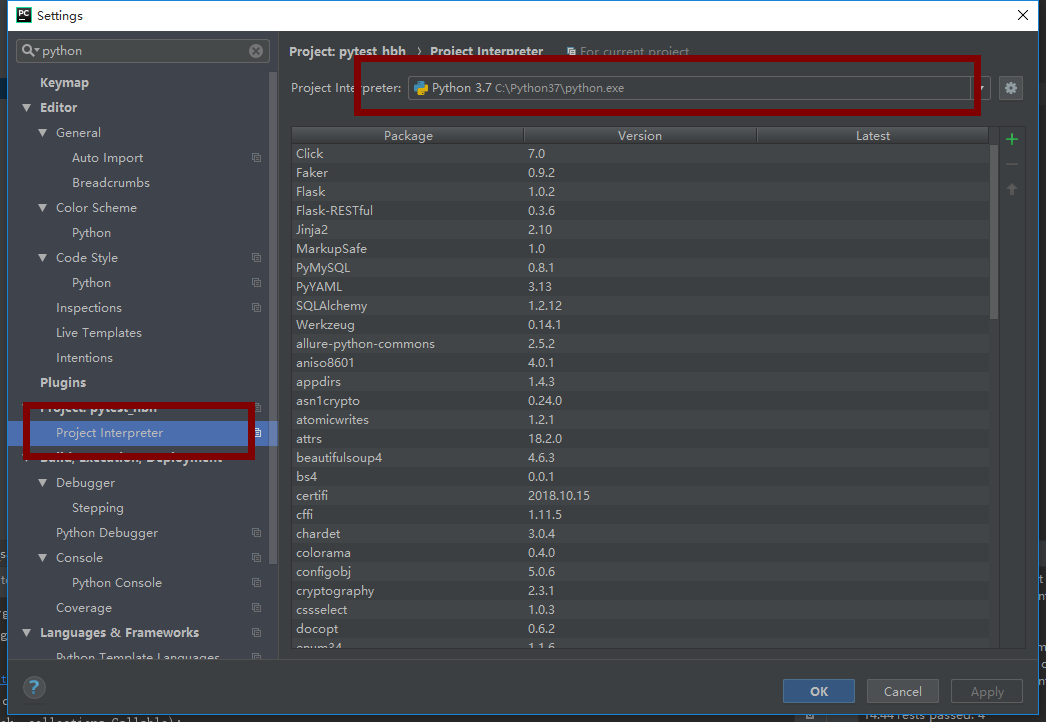 PC Settings
python
Project: pytest_hbh › Project Interpreter For current project
Project Interpreter: Python 3.7 C:\Python37\python.exe
Keymap
Editor
General
Auto Import
Breadcrumbs
Color Scheme
Python
Code Style
Python
Inspections
Live Templates
Intentions
Plugins
Project: pytest_hbh
Project Interpreter
Build, Execution, Deployment
Debugger
Stepping
Python Debugger
Console
Python Console
Coverage
Languages & Frameworks
Python Template Languages
Package Version Latest
Click 7.0
Faker 0.9.2
Flask 1.0.2
Flask-RESTful 0.3.6
Jinja2 2.10
MarkupSafe 1.0
PyMySQL 0.8.1
PyYAML 3.13
SQLAlchemy 1.2.12
Werkzeug 0.14.1
allure-python-commons 2.5.2
aniso8601 4.0.1
appdirs 1.4.3
asn1crypto 0.24.0
atomicwrites 1.2.1
attrs 18.2.0
beautifulsoup4 4.6.3
bs4 0.0.1
certifi 2018.10.15
cffi 1.11.5
chardet 3.0.4
colorama 0.4.0
configobj 5.0.6
cryptography 2.3.1
cssselect 1.0.3
docopt 0.6.2
enum34 1.1.6
?
OK Cancel Apply
collections.Callable):
Tests passed: 4